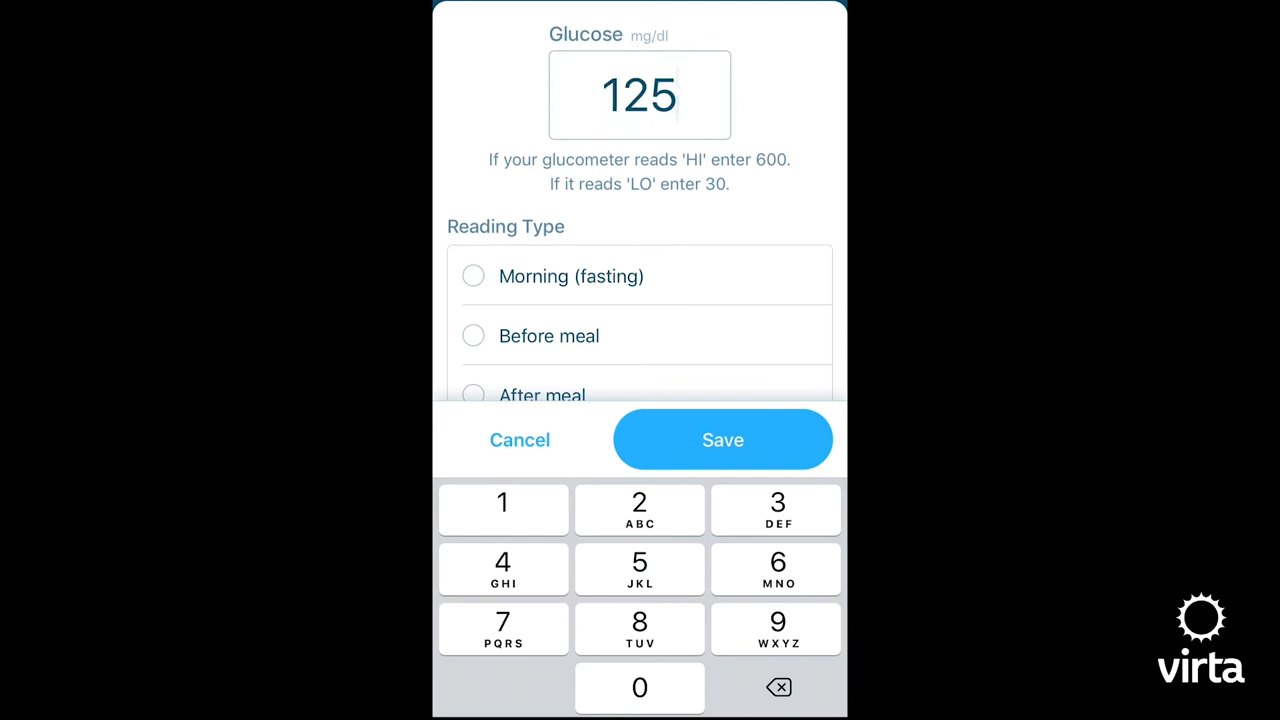 Glucose mg/dl
125
If your glucometer reads 'HI' enter 600.
If it reads 'LO' enter 30.
Reading Type
Morning (fasting)
Before meal
After meal
Cancel Save
1 2 3
ABC DEF
4 5 6
GHI JKL MNO
7 8 9
PQRS TUV WXYZ
0
virta